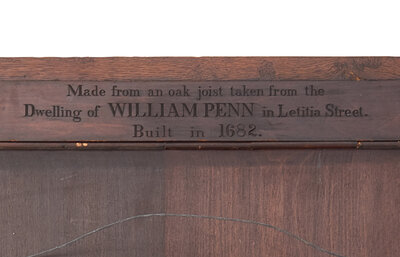 Made from an oak joist taken from the
Dwelling of WILLIAM PENN in Letitia Street.
Built in 1682.